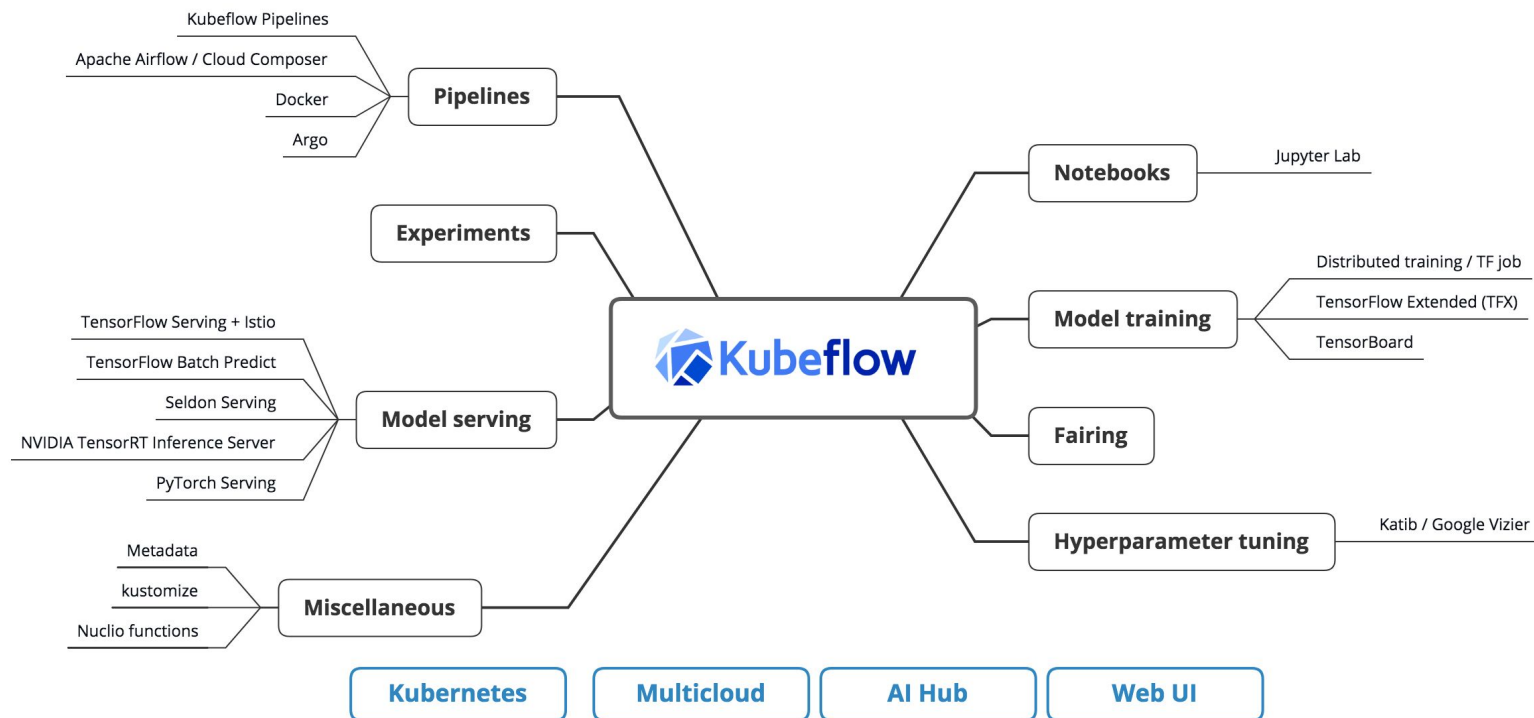 Kubeflow Pipelines
Apache Airflow / Cloud Composer
Docker
Argo
Pipelines
Experiments
TensorFlow Serving + Istio
TensorFlow Batch Predict
Seldon Serving
NVIDIA TensorRT Inference Server
PyTorch Serving
Model serving
Metadata
kustomize
Nuclio functions
Miscellaneous
Kubeflow
Notebooks
Jupyter Lab
Model training
Distributed training / TF job
TensorFlow Extended (TFX)
TensorBoard
Fairing
Hyperparameter tuning
Katib / Google Vizier
Kubernetes
Multicloud
AI Hub
Web UI